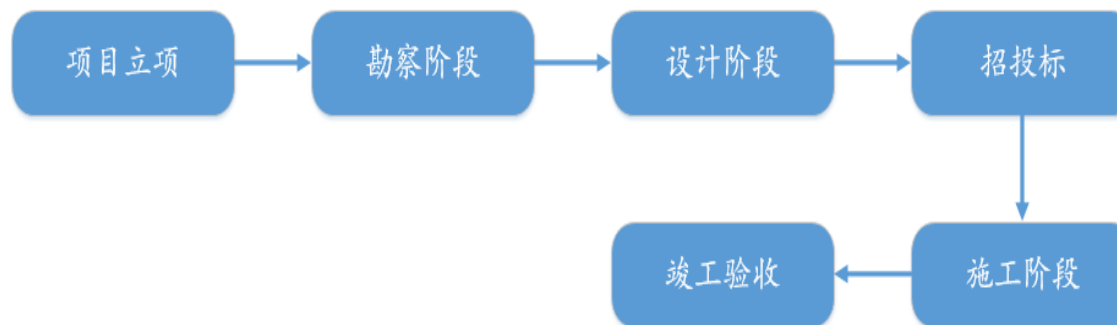 项目立项
勘察阶段
设计阶段
招投标
施工阶段
竣工验收